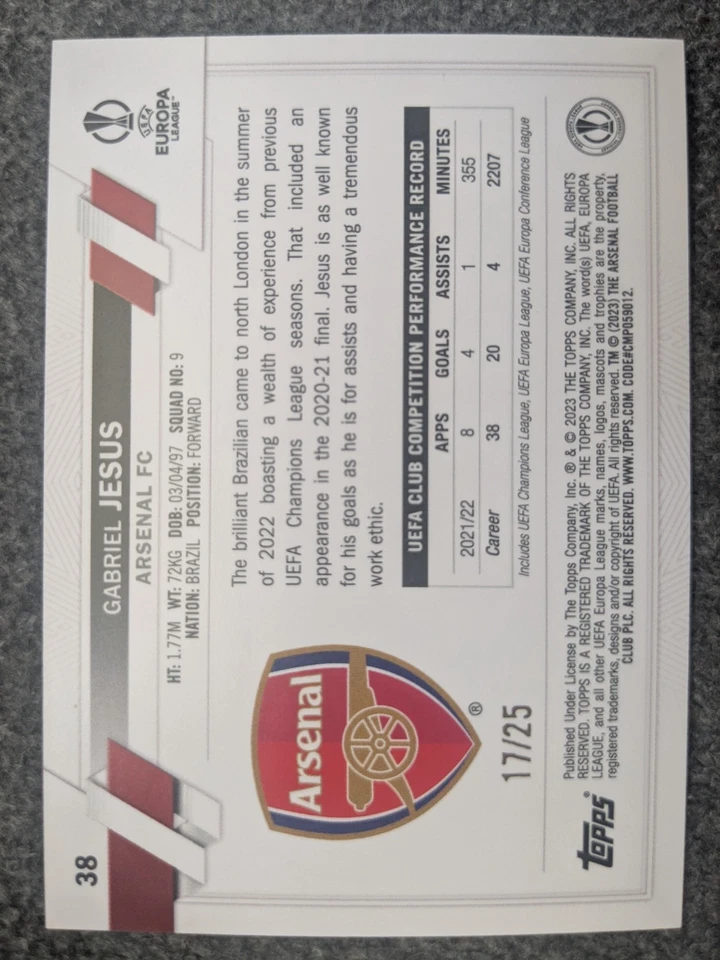 38
GABRIEL JESUS
ARSENAL FC
UEFA
EUROPA
LEAGUE™
HT: 1.77M WT: 72KG DOB: 03/04/97 SQUAD NO: 9
NATION: BRAZIL POSITION: FORWARD
Arsenal
®
17/25
The brilliant Brazilian came to north London in the summer
of 2022 boasting a wealth of experience from previous
UEFA Champions League seasons. That included an
appearance in the 2020-21 final. Jesus is as well known
for his goals as he is for assists and having a tremendous
work ethic.
UEFA CLUB COMPETITION PERFORMANCE RECORD
APPS GOALS ASSISTS MINUTES
2021/22 8 4 1 355
Career 38 20 4 2207
Includes UEFA Champions League, UEFA Europa League, UEFA Europa Conference League
Topps®
Published Under License by The Topps Company, Inc. ® & © 2023 THE TOPPS COMPANY, INC. ALL RIGHTS
RESERVED. TOPPS IS A REGISTERED TRADEMARK OF THE TOPPS COMPANY, INC. The word(s) UEFA, EUROPA
LEAGUE, and all other UEFA Europa League marks, names, logos, mascots and trophies are the property,
registered trademarks, designs and/or copyright of UEFA. All rights reserved. TM © (2023) THE ARSENAL FOOTBALL
CLUB PLC. ALL RIGHTS RESERVED. WWW.TOPPS.COM. CODE#CMP059012.